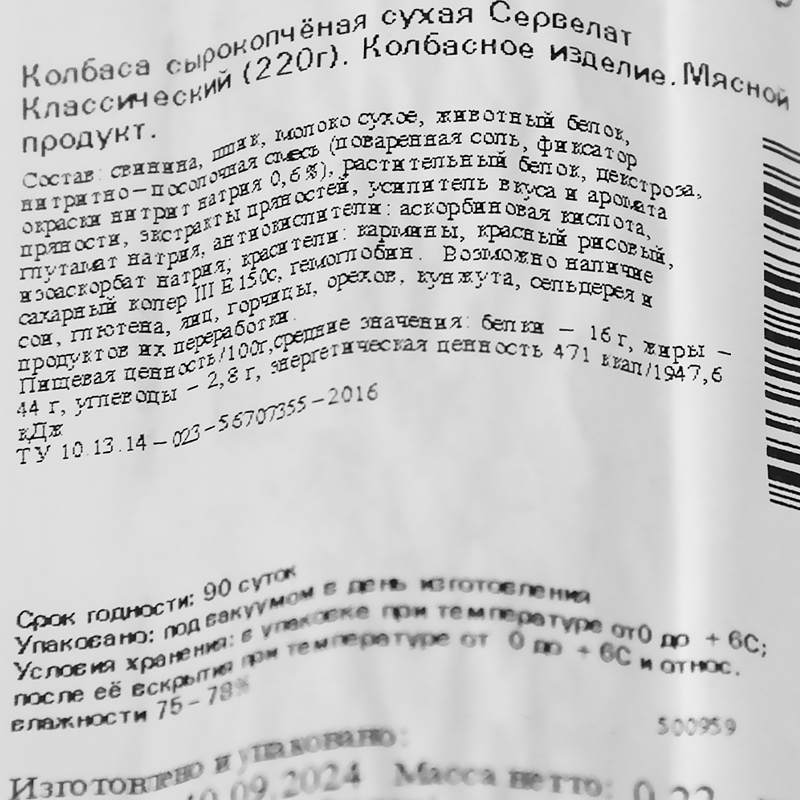 Колбаса сырокопчёная сухая Сервелат
Классический (220г). Колбасное изделие. Мясной
продукт.
Состав: свинина, шпик, молоко сухое, животный белок,
нитритно-посолочная смесь (поваренная соль, фиксатор
окраски нитрит натрия 0,6%), растительный белок, декстроза,
пряности, экстракты пряностей, усилитель вкуса и аромата
глутамат натрия, антиокислители: аскорбиновая кислота,
изоаскорбат натрия; красители: кармины, красный рисовый,
сахарный колер III Е150с, гемоглобин. Возможно наличие
сои, глютена, яиц, горчицы, орехов, кунжута, сельдерея и
продуктов их переработки.
Пищевая ценность/100г,средние значения: белки – 16 г, жиры –
44 г, углеводы – 2,8 г, энергетическая ценность 471 ккал/1947,6
кДж
ТУ 10.13.14-023-56707355-2016
Срок годности: 90 суток
Упаковано: под вакуумом в день изготовления
Условия хранения: в упаковке при температуре от0 до +6С;
после её вскрытия при температуре от 0 до +6С и относ.
влажности 75-78%
500959
Изготовлено и упаковано:
10.09.2024 Масса нетто: 0,22